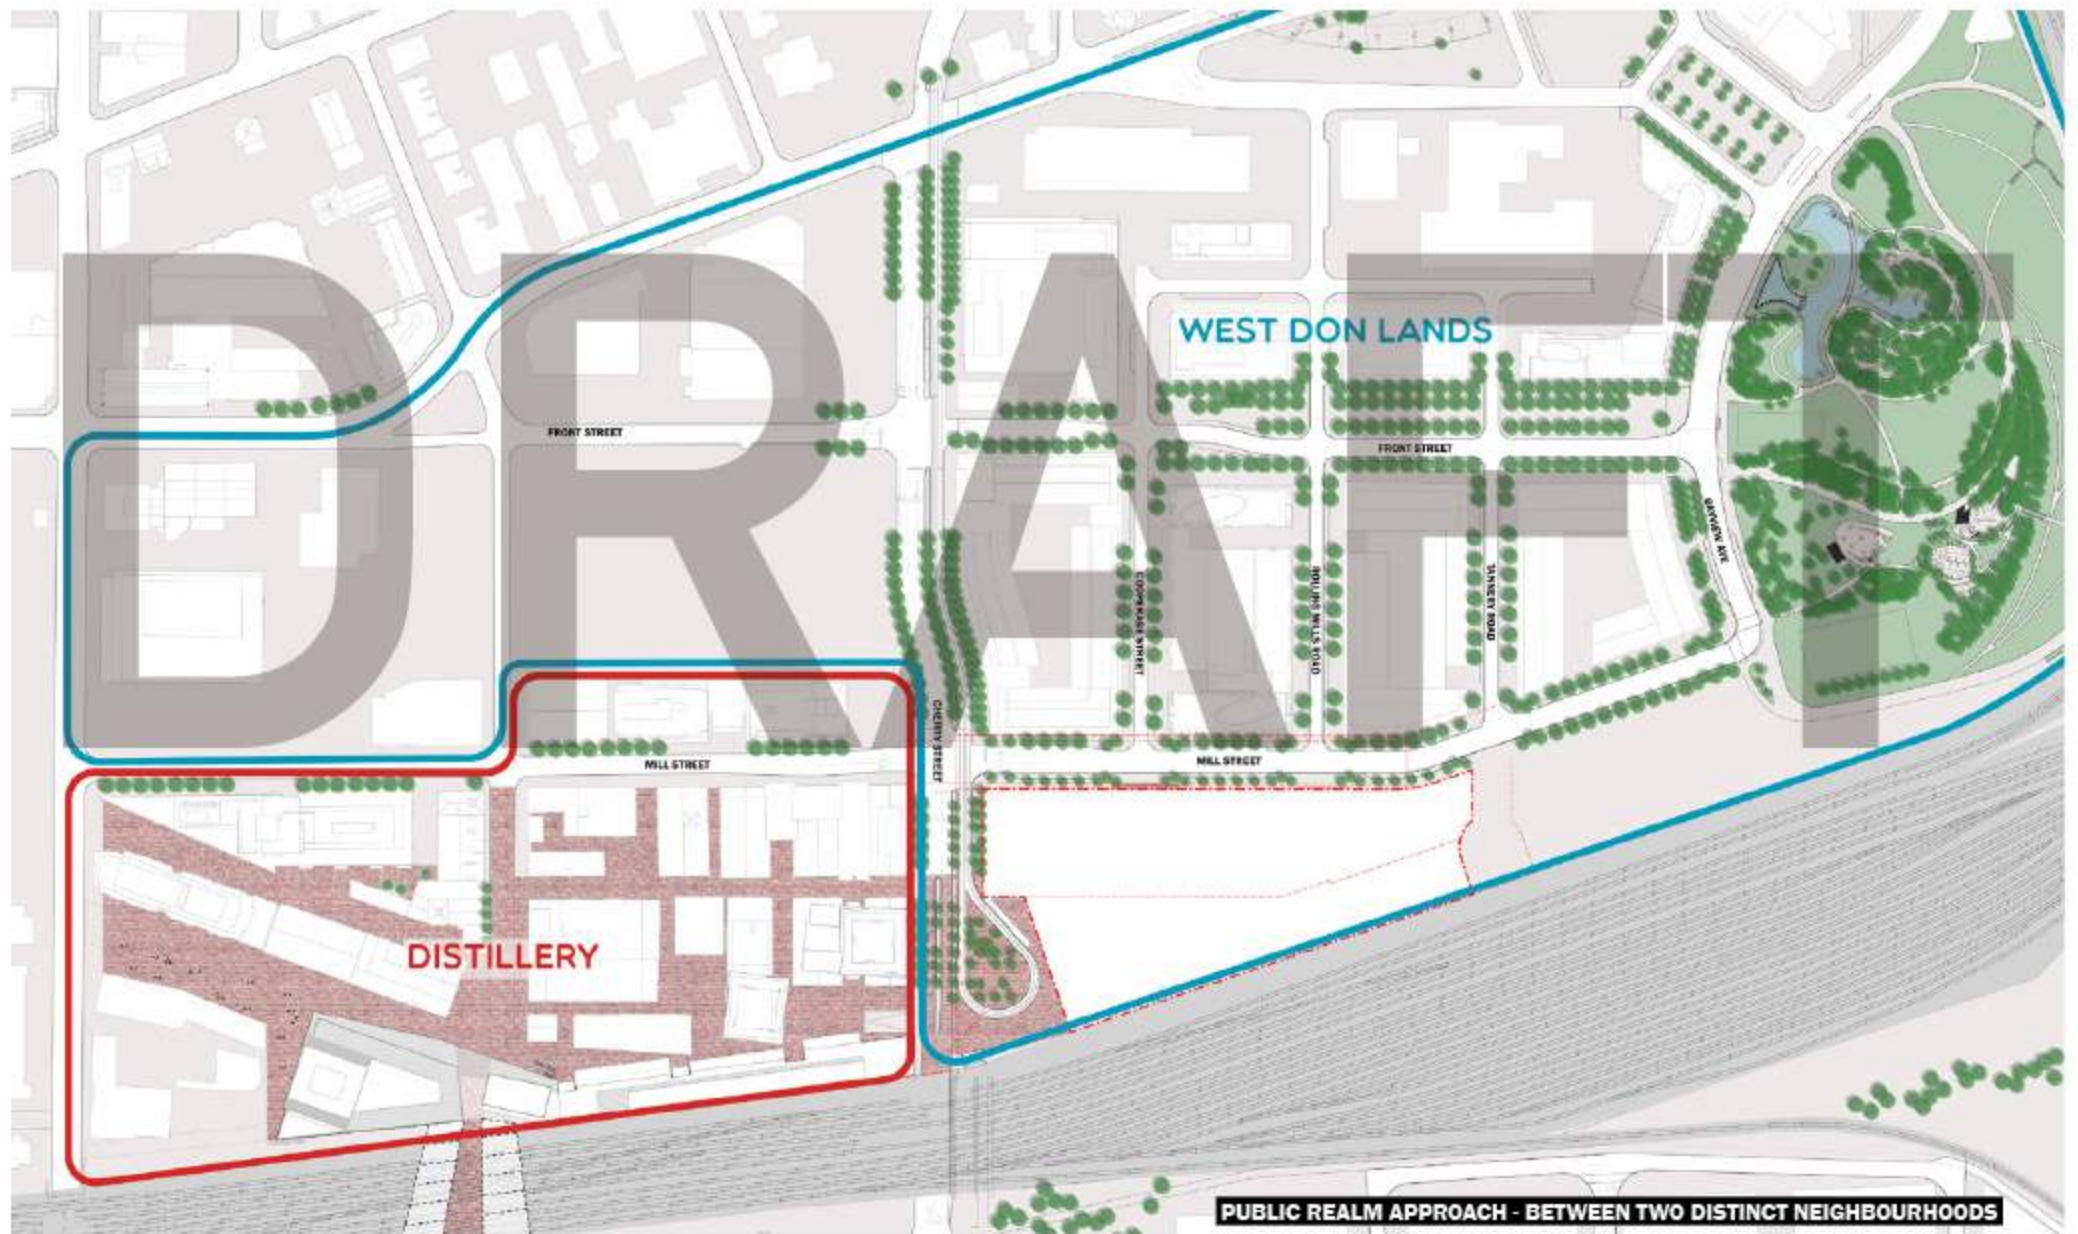 DRAFT
WEST DON LANDS
FRONT STREET
FRONT STREET
BAYVIEW AVE
COOPERAGE STREET
ROLLING MILLS ROAD
TANNERY ROAD
CHERRY STREET
MILL STREET
MILL STREET
DISTILLERY
PUBLIC REALM APPROACH - BETWEEN TWO DISTINCT NEIGHBOURHOODS